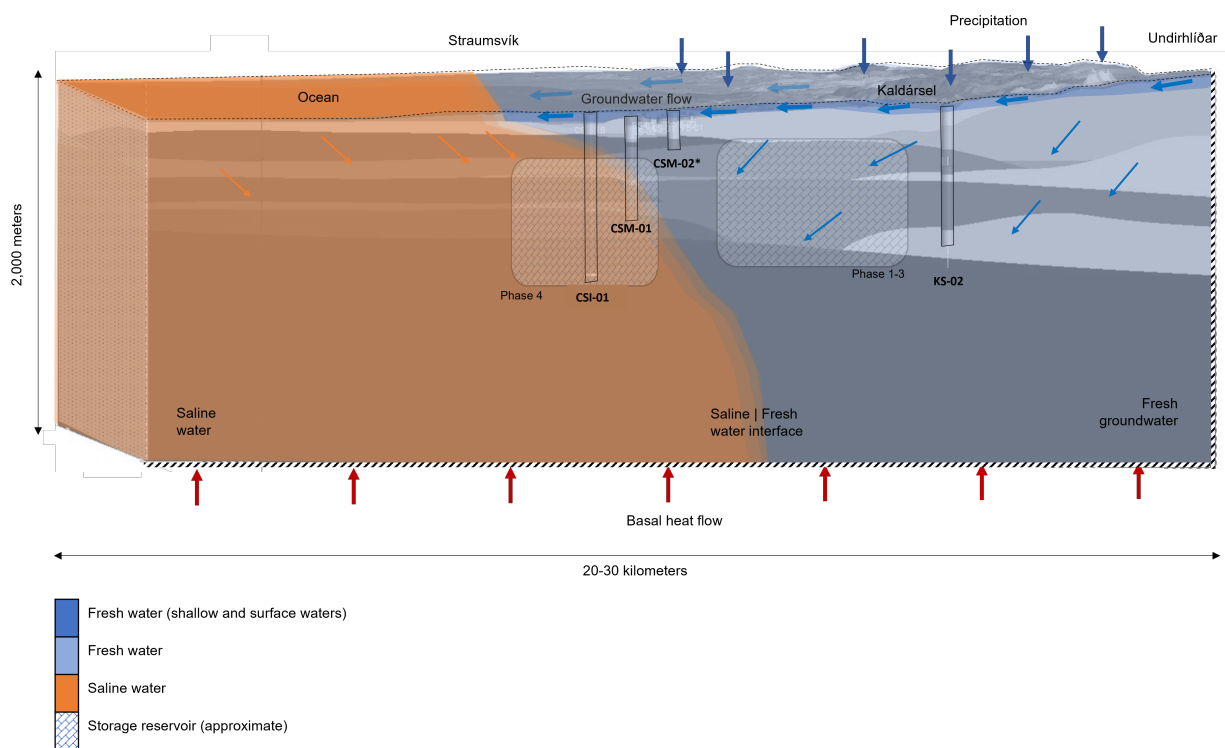 Precipitation
Straumsvík
Undirhlíðar
Ocean
Groundwater flow
Kaldársel
CSM-02*
CSM-01
2,000 meters
Phase 1-3
KS-02
Phase 4
CSI-01
Saline
water
Saline | Fresh
water interface
Fresh
groundwater
Basal heat flow
20-30 kilometers
Fresh water (shallow and surface waters)
Fresh water
Saline water
Storage reservoir (approximate)